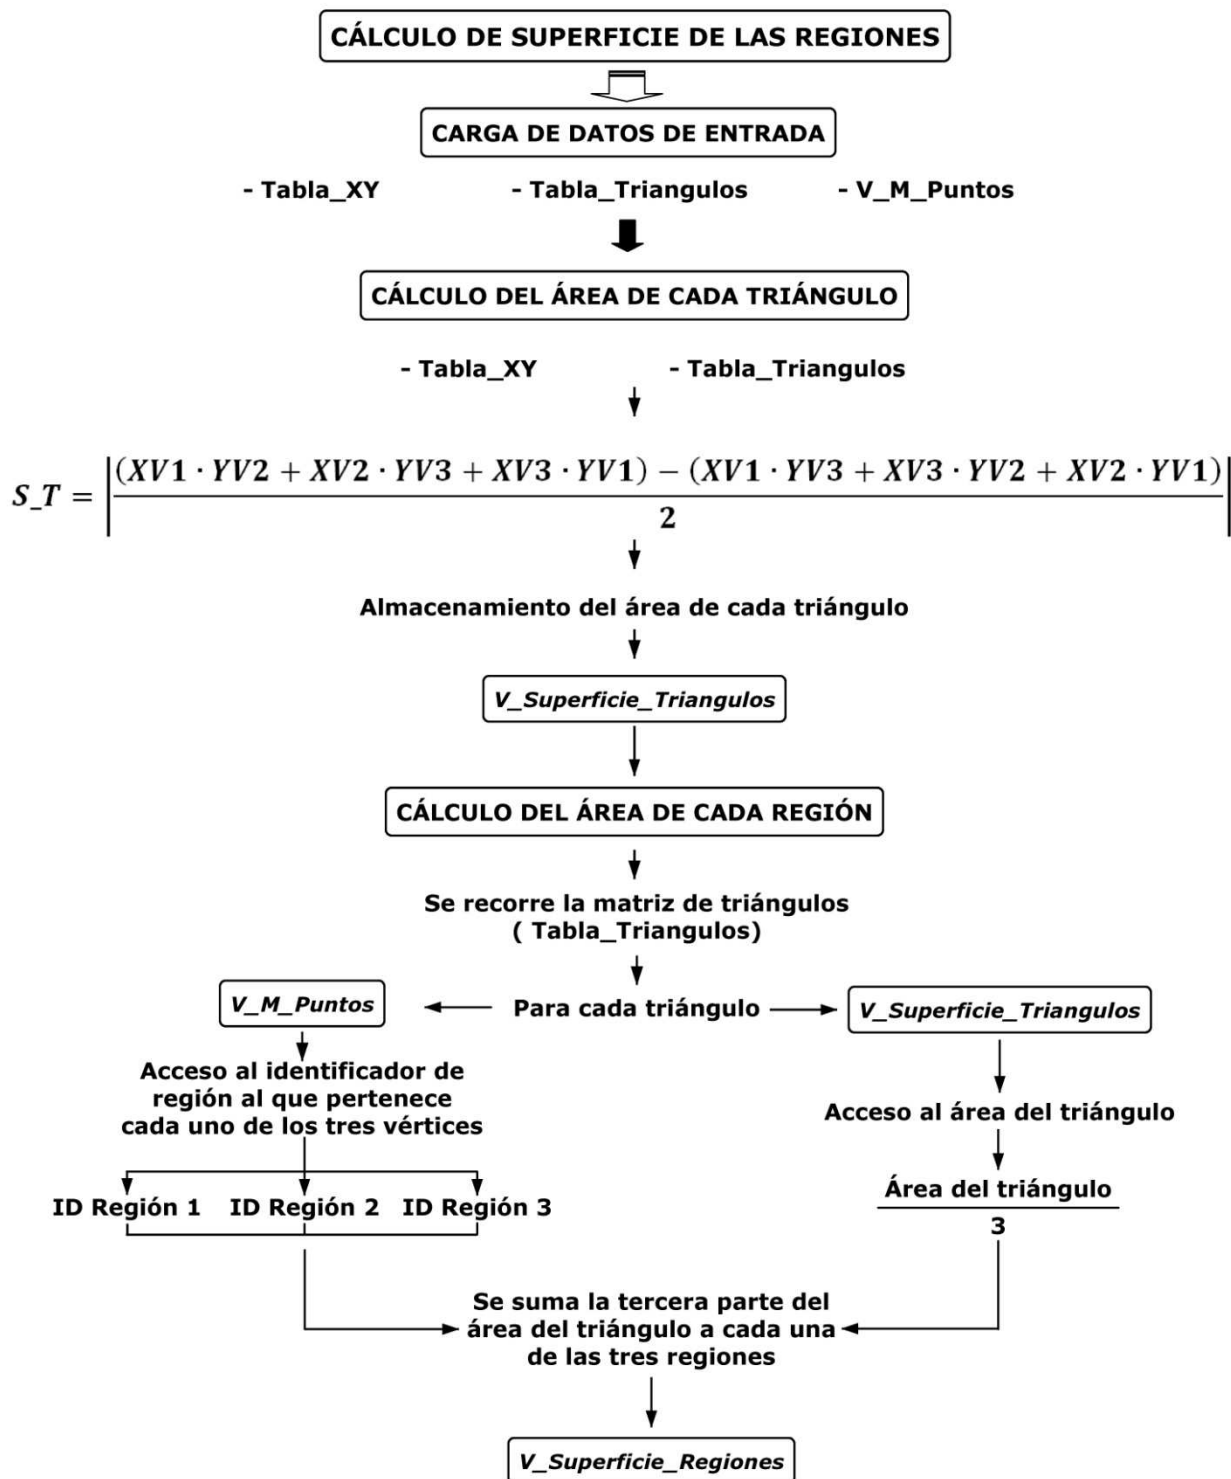 CÁLCULO DE SUPERFICIE DE LAS REGIONES
CARGA DE DATOS DE ENTRADA
- Tabla_XY - Tabla_Triangulos - V_M_Puntos
CÁLCULO DEL ÁREA DE CADA TRIÁNGULO
- Tabla_XY - Tabla_Triangulos
S_T = |(XV1 · YV2 + XV2 · YV3 + XV3 · YV1) − (XV1 · YV3 + XV3 · YV2 + XV2 · YV1)|
2
Almacenamiento del área de cada triángulo
V_Superficie_Triangulos
CÁLCULO DEL ÁREA DE CADA REGIÓN
Se recorre la matriz de triángulos
( Tabla_Triangulos)
V_M_Puntos Para cada triángulo V_Superficie_Triangulos
Acceso al identificador de
región al que pertenece
cada uno de los tres vértices
Acceso al área del triángulo
ID Región 1 ID Región 2 ID Región 3
Área del triángulo
3
Se suma la tercera parte del
área del triángulo a cada una
de las tres regiones
V_Superficie_Regiones